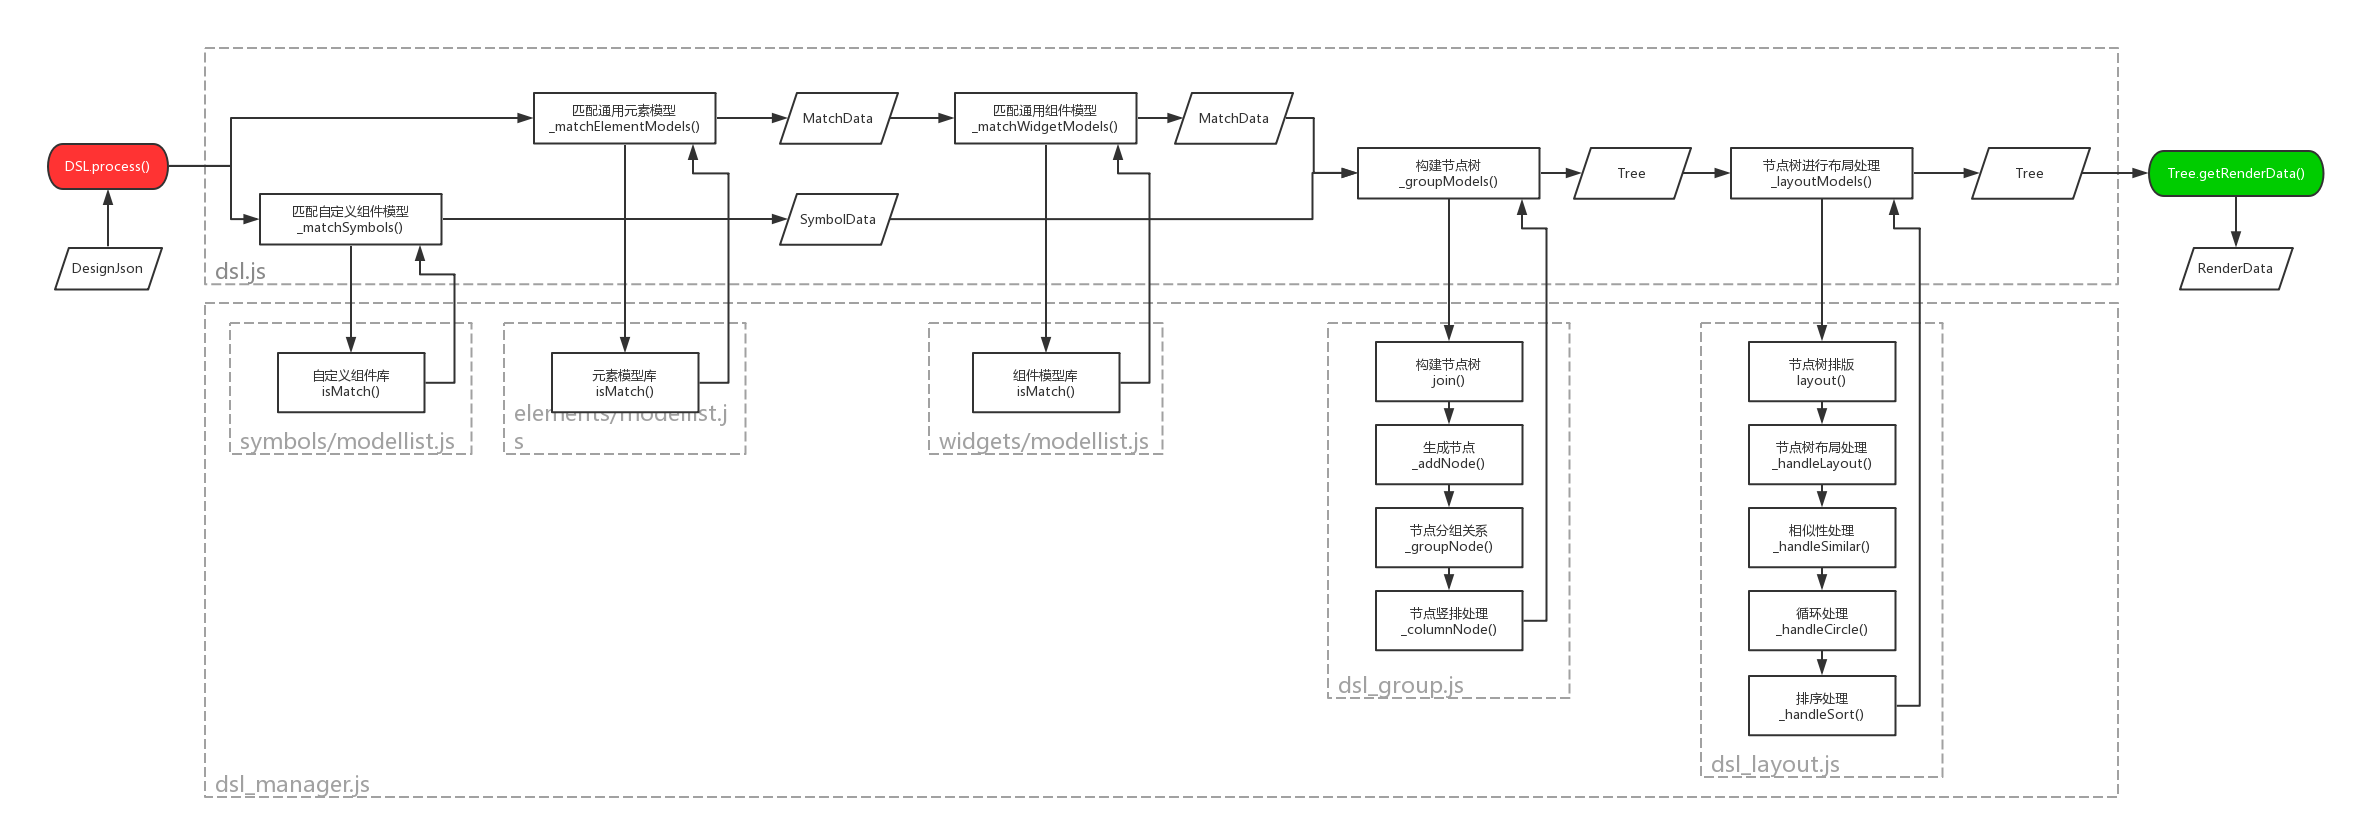 DSL.process()
DesignJson
匹配自定义组件模型
_matchSymbols()
匹配通用元素模型
_matchElementModels()
MatchData
SymbolData
匹配通用组件模型
_matchWidgetModels()
MatchData
构建节点树
_groupModels()
Tree
节点树进行布局处理
_layoutModels()
Tree
Tree.getRenderData()
RenderData
dsl.js
自定义组件库
isMatch()
symbols/modellist.js
元素模型库
isMatch()
elements/modellist.j
s
组件模型库
isMatch()
widgets/modellist.js
构建节点树
join()
生成节点
_addNode()
节点分组关系
_groupNode()
节点竖排处理
_columnNode()
dsl_group.js
节点树排版
layout()
节点树布局处理
_handleLayout()
相似性处理
_handleSimilar()
循环处理
_handleCircle()
排序处理
_handleSort()
dsl_layout.js
dsl_manager.js